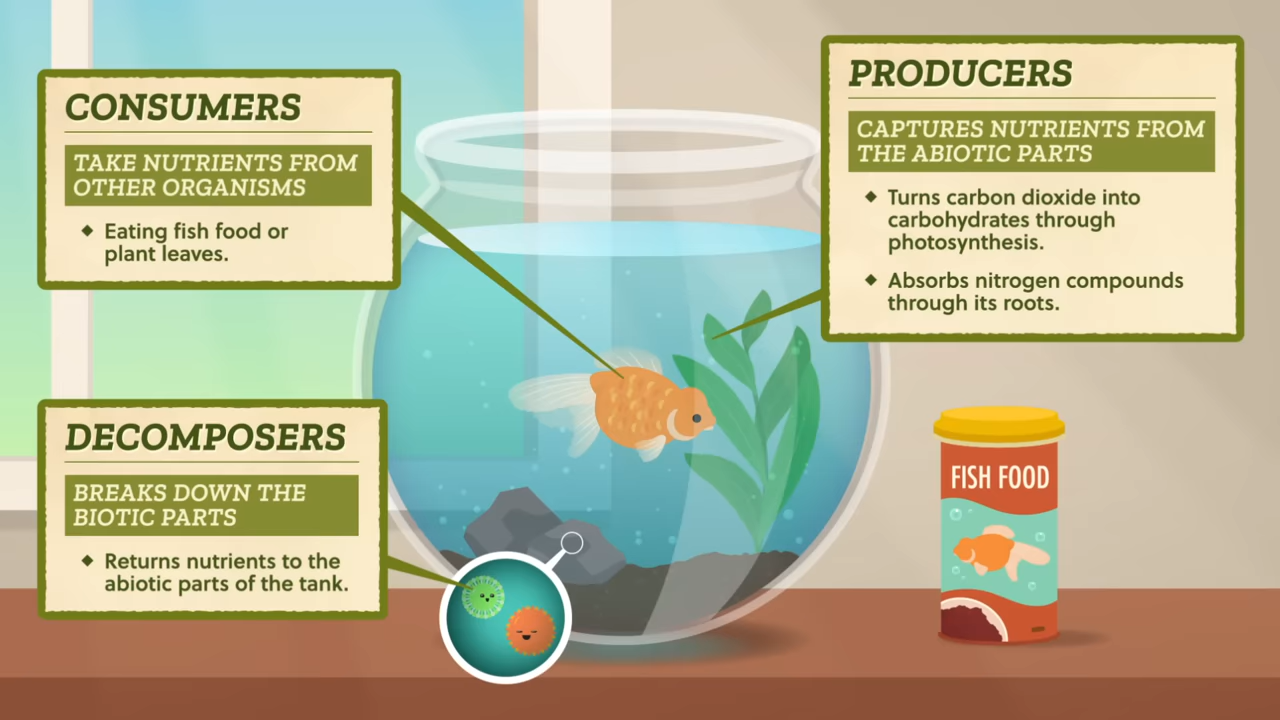 CONSUMERS
TAKE NUTRIENTS FROM
OTHER ORGANISMS
◆ Eating fish food or
plant leaves.
PRODUCERS
CAPTURES NUTRIENTS FROM
THE ABIOTIC PARTS
◆ Turns carbon dioxide into
carbohydrates through
photosynthesis.
◆ Absorbs nitrogen compounds
through its roots.
DECOMPOSERS
BREAKS DOWN THE
BIOTIC PARTS
◆ Returns nutrients to the
abiotic parts of the tank.
FISH FOOD